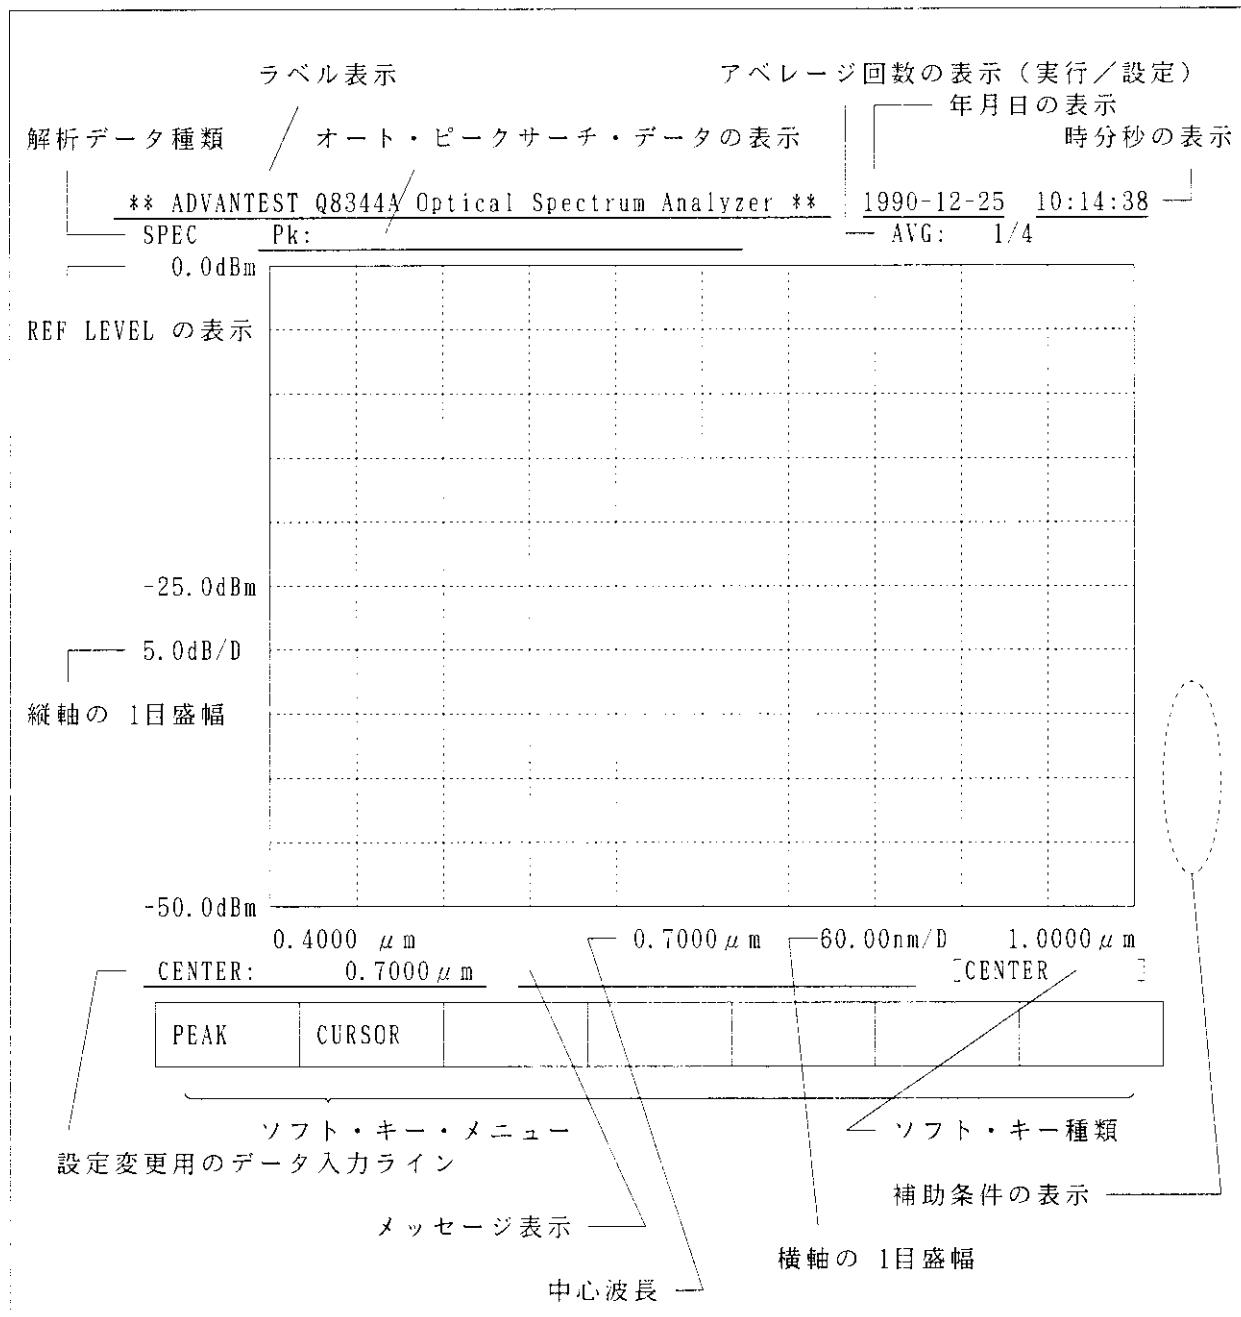 ラベル表示
アベレージ回数の表示（実行／設定）
年月日の表示
解析データ種類
オート・ピークサーチ・データの表示
時分秒の表示
** ADVANTEST Q8344A Optical Spectrum Analyzer ** 1990-12-25 10:14:38
SPEC Pk: AVG: 1/4
0.0dBm
REF LEVEL の表示
-25.0dBm
5.0dB/D
縦軸の 1目盛幅
-50.0dBm
0.4000 μm 0.7000μm 60.00nm/D 1.0000μm
CENTER: 0.7000μm [CENTER ]
PEAK CURSOR
ソフト・キー・メニュー
ソフト・キー種類
設定変更用のデータ入力ライン
補助条件の表示
メッセージ表示
横軸の 1目盛幅
中心波長